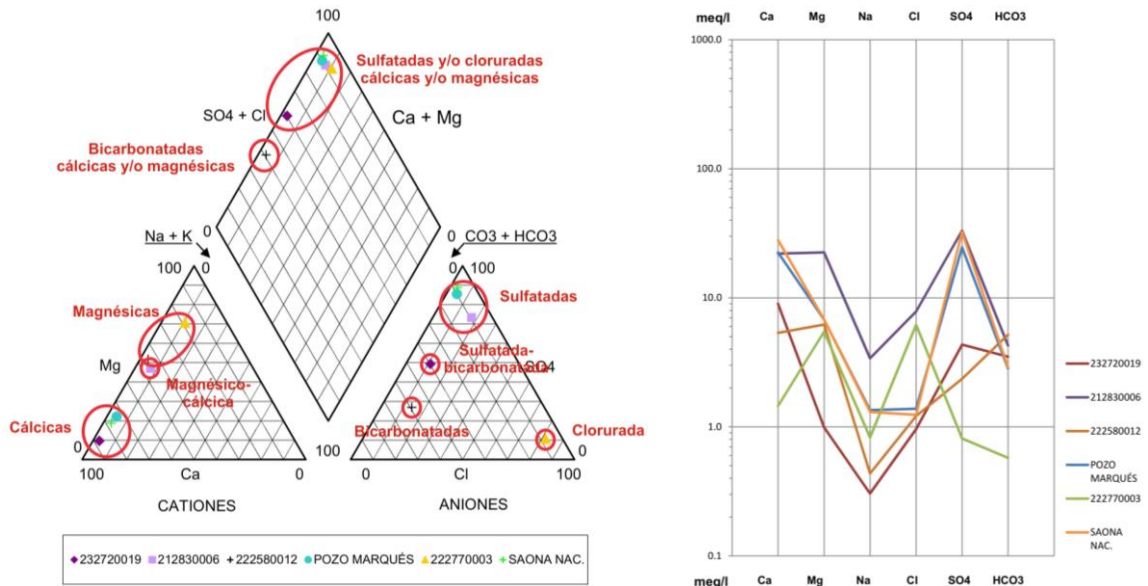 100
Sulfatadas y/o cloruradas
cálcicas y/o magnésicas
SO4 + Cl
Ca + Mg
Bicarbonatadas
cálcicas y/o magnésicas
0
0
Na + K
CO3 + HCO3
100
0
0
100
Magnésicas
Sulfatadas
Mg
Sulfatada-
bicarbonatada
SO4
Magnésico-
cálcica
Cálcicas
Bicarbonatadas
Clorurada
0
100
0
100
Ca
0
0
Cl
100
CATIONES
ANIONES
232720019
212830006
222580012
POZO MARQUÉS
222770003
SAONA NAC.
meq/l
Ca
Mg
Na
Cl
SO4
HCO3
1000.0
100.0
10.0
1.0
0.1
232720019
212830006
222580012
POZO
MARQUÉS
222770003
SAONA
NAC.
meq/l
Ca
Mg
Na
Cl
SO4
HCO3